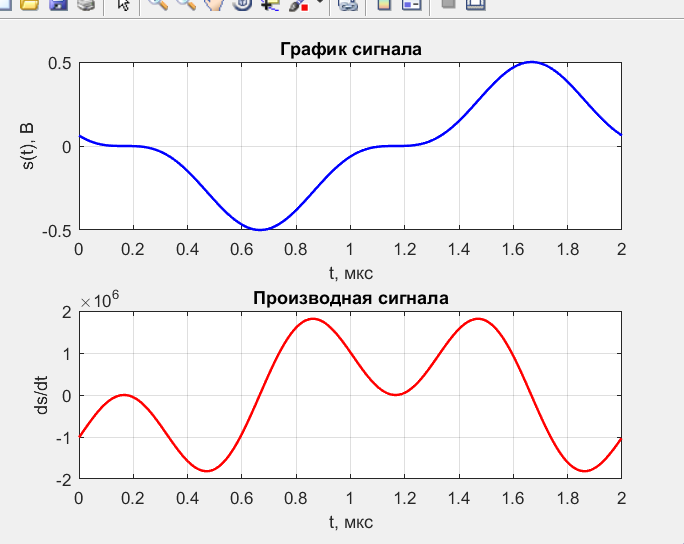 График сигнала
0.5
0
-0.5
s(t), В
0 0.2 0.4 0.6 0.8 1 1.2 1.4 1.6 1.8 2
t, мкс
×10⁶
Производная сигнала
2
1
0
-1
-2
ds/dt
0 0.2 0.4 0.6 0.8 1 1.2 1.4 1.6 1.8 2
t, мкс